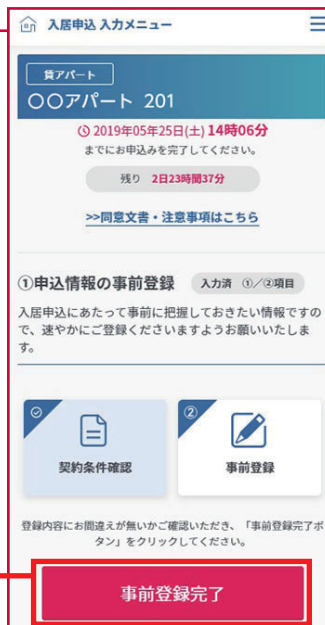 入居申込 入力メニュー
賃アパート
〇〇アパート 201
2019年05年25日(土) 14時06分
までにお申込みを完了してください。
残り 2日23時間37分
>>同意文書・注意事項はこちら
①申込情報の事前登録 入力済 ①／②項目
入居申込にあたって事前に把握しておきたい情報ですの
で、速やかにご登録くださいますようお願いいたしま
す。
契約条件確認
② 事前登録
登録内容にお間違えが無いかご確認いただき、「事前登録完了ボ
タン」をクリックしてください。
事前登録完了